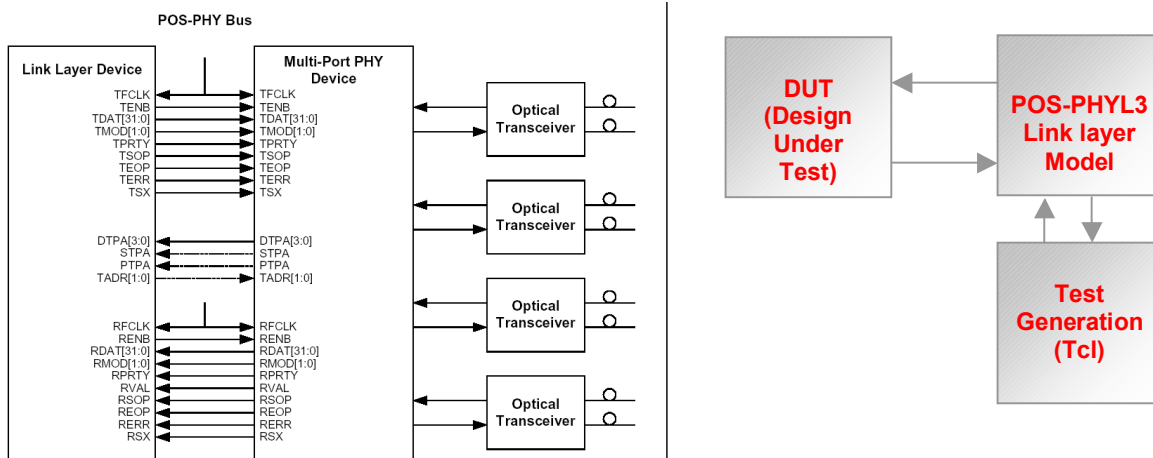 POS-PHY Bus
Link Layer Device
Multi-Port PHY
Device
TFCLK TFCLK
TENB TENB
TDAT[31:0] TDAT[31:0]
TMOD[1:0] TMOD[1:0]
TPRTY TPRTY
TSOP TSOP
TEOP TEOP
TERR TERR
TSX TSX
DTPA[3:0] DTPA[3:0]
STPA STPA
PTPA PTPA
TADR[1:0] TADR[1:0]
RFCLK RFCLK
RENB RENB
RDAT[31:0] RDAT[31:0]
RMOD[1:0] RMOD[1:0]
RPRTY RPRTY
RVAL RVAL
RSOP RSOP
REOP REOP
RERR RERR
RSX RSX
Optical
Transceiver
Optical
Transceiver
Optical
Transceiver
Optical
Transceiver
DUT
(Design
Under
Test)
POS-PHYL3
Link layer
Model
Test
Generation
(Tcl)